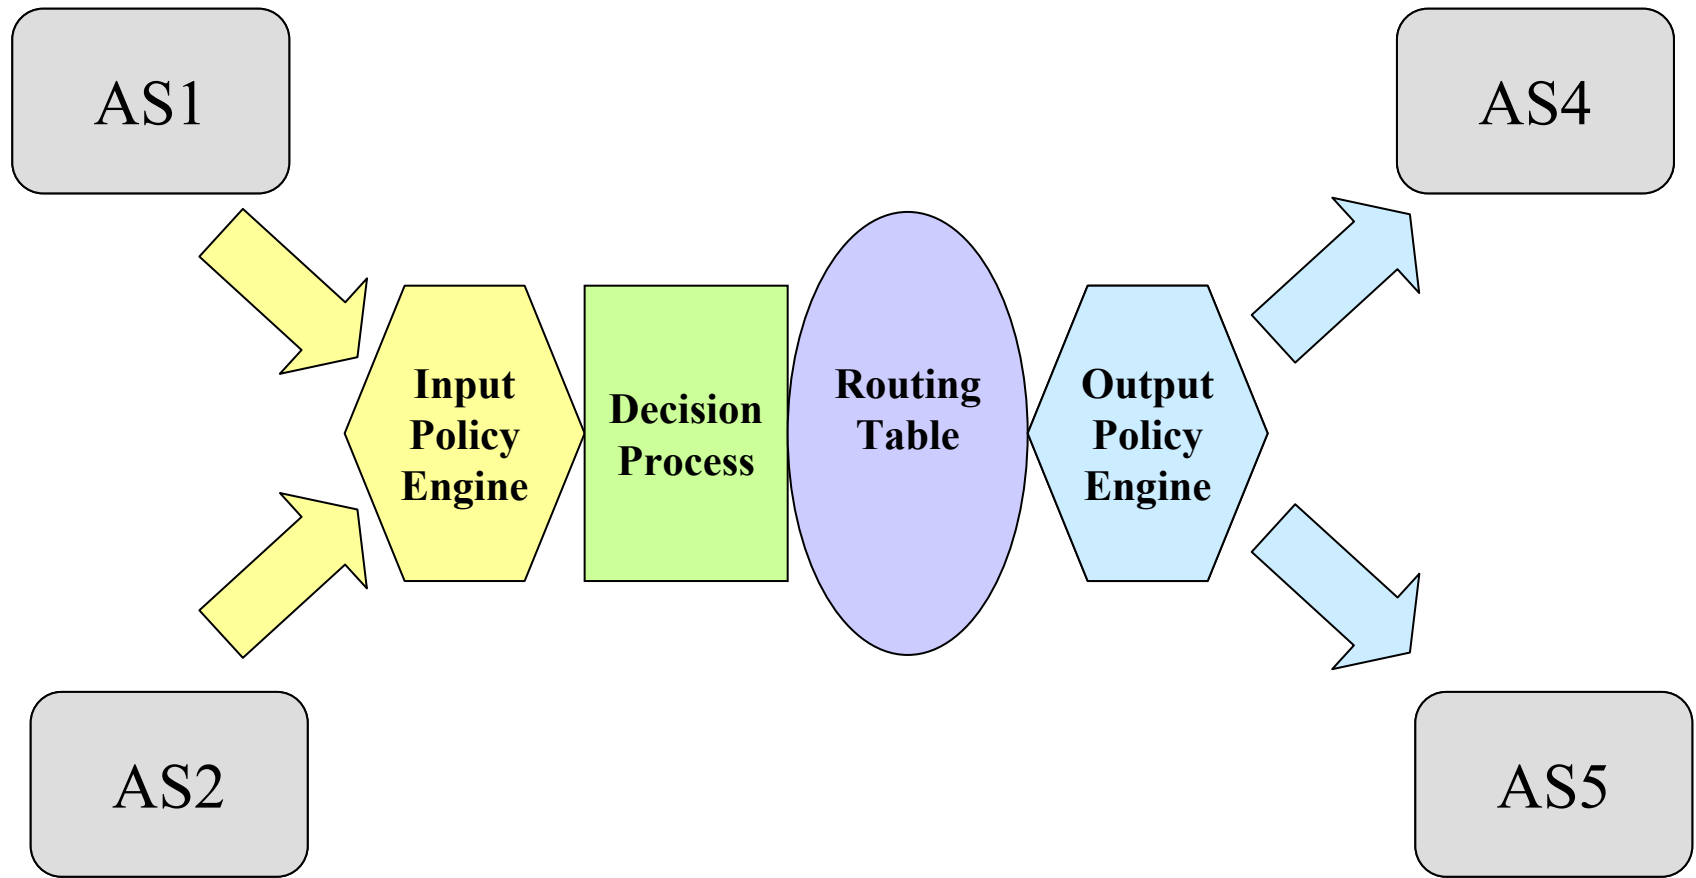 AS1
AS4
Input
Policy
Engine
Decision
Process
Routing
Table
Output
Policy
Engine
AS2
AS5